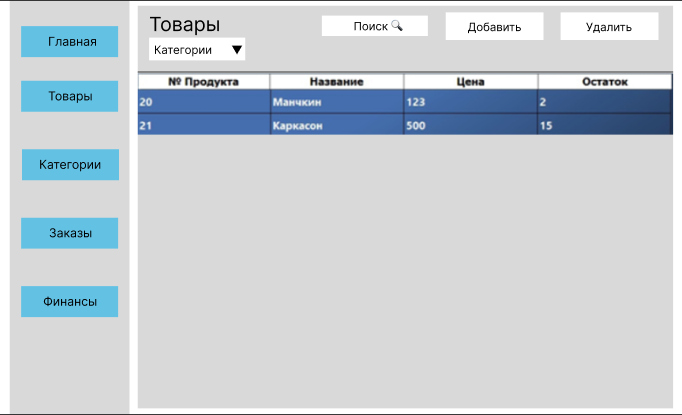 Главная
Товары
Категории
Заказы
Финансы
Товары
Поиск 🔍
Добавить
Удалить
Категории ▼
№ Продукта Название Цена Остаток
20 Манчкин 123 2
21 Каркасон 500 15